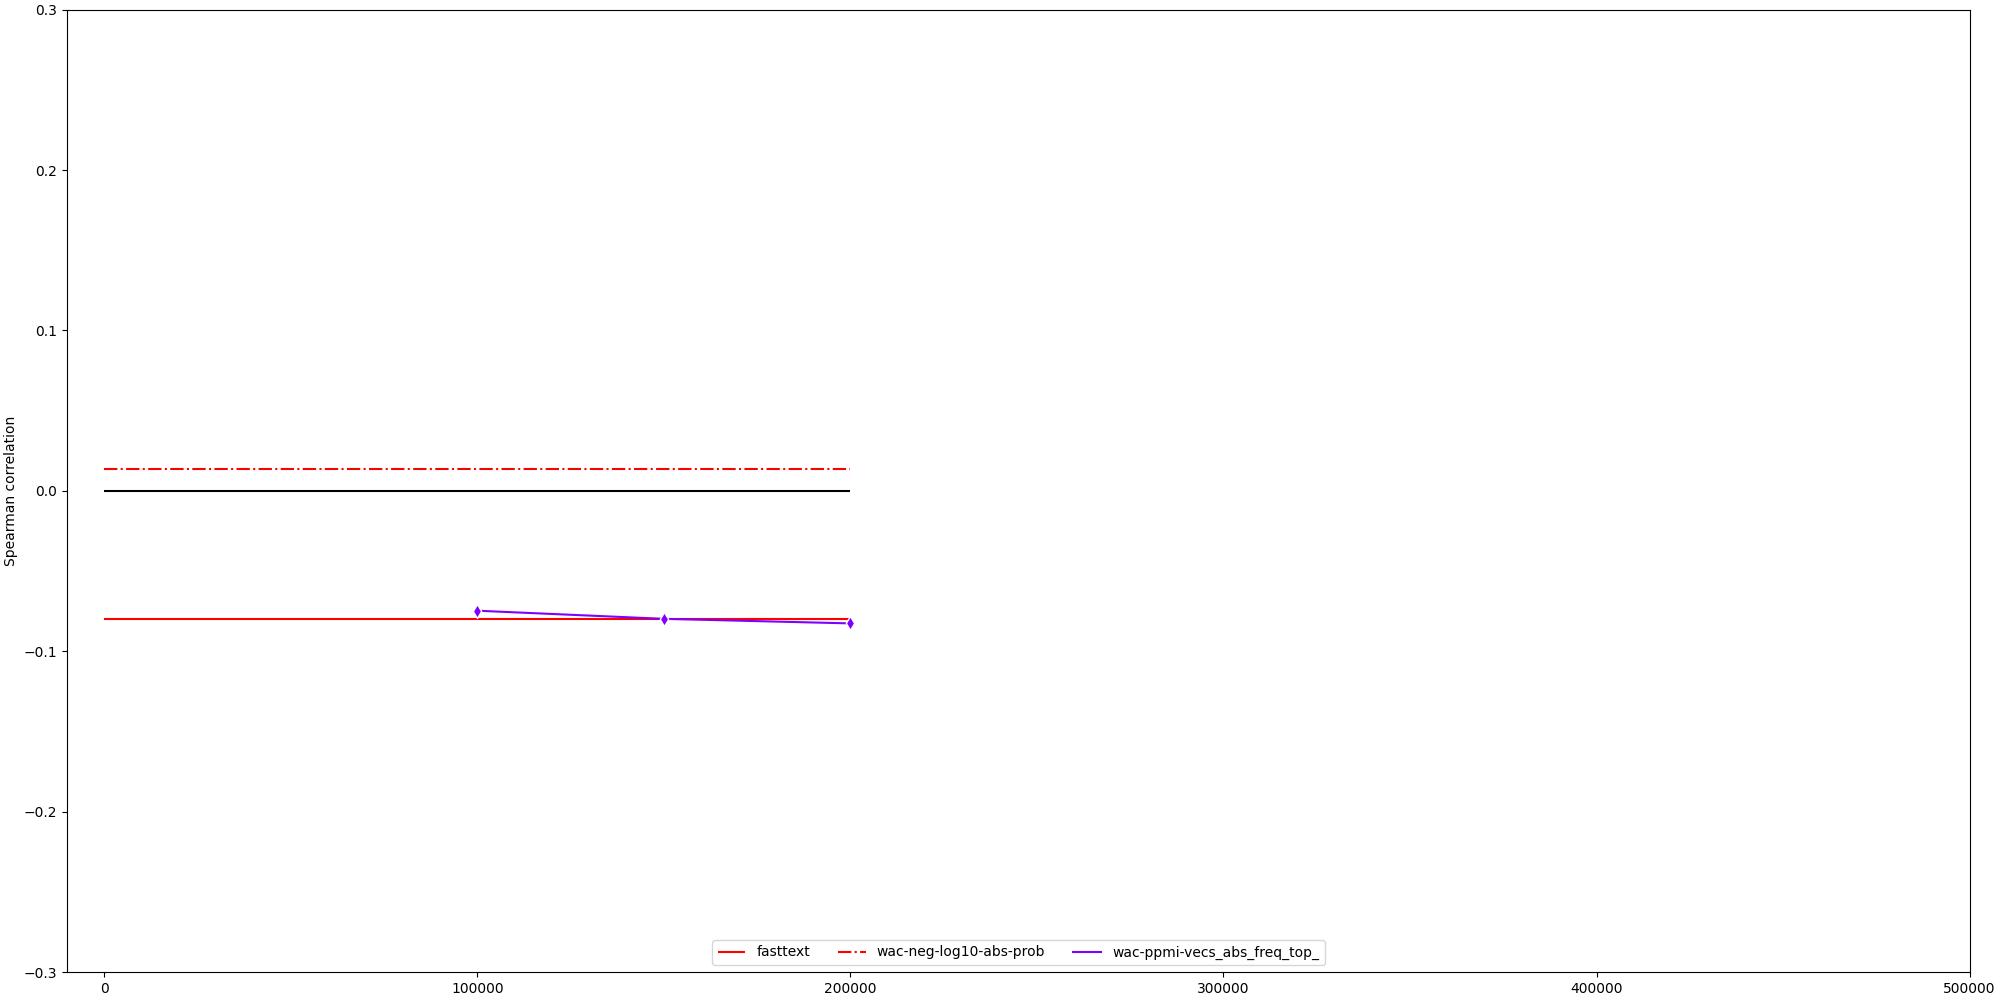 0.3
0.2
0.1
0.0
−0.1
−0.2
−0.3
Spearman correlation
fasttext wac-neg-log10-abs-prob wac-ppmi-vecs_abs_freq_top_
0 100000 200000 300000 400000 500000